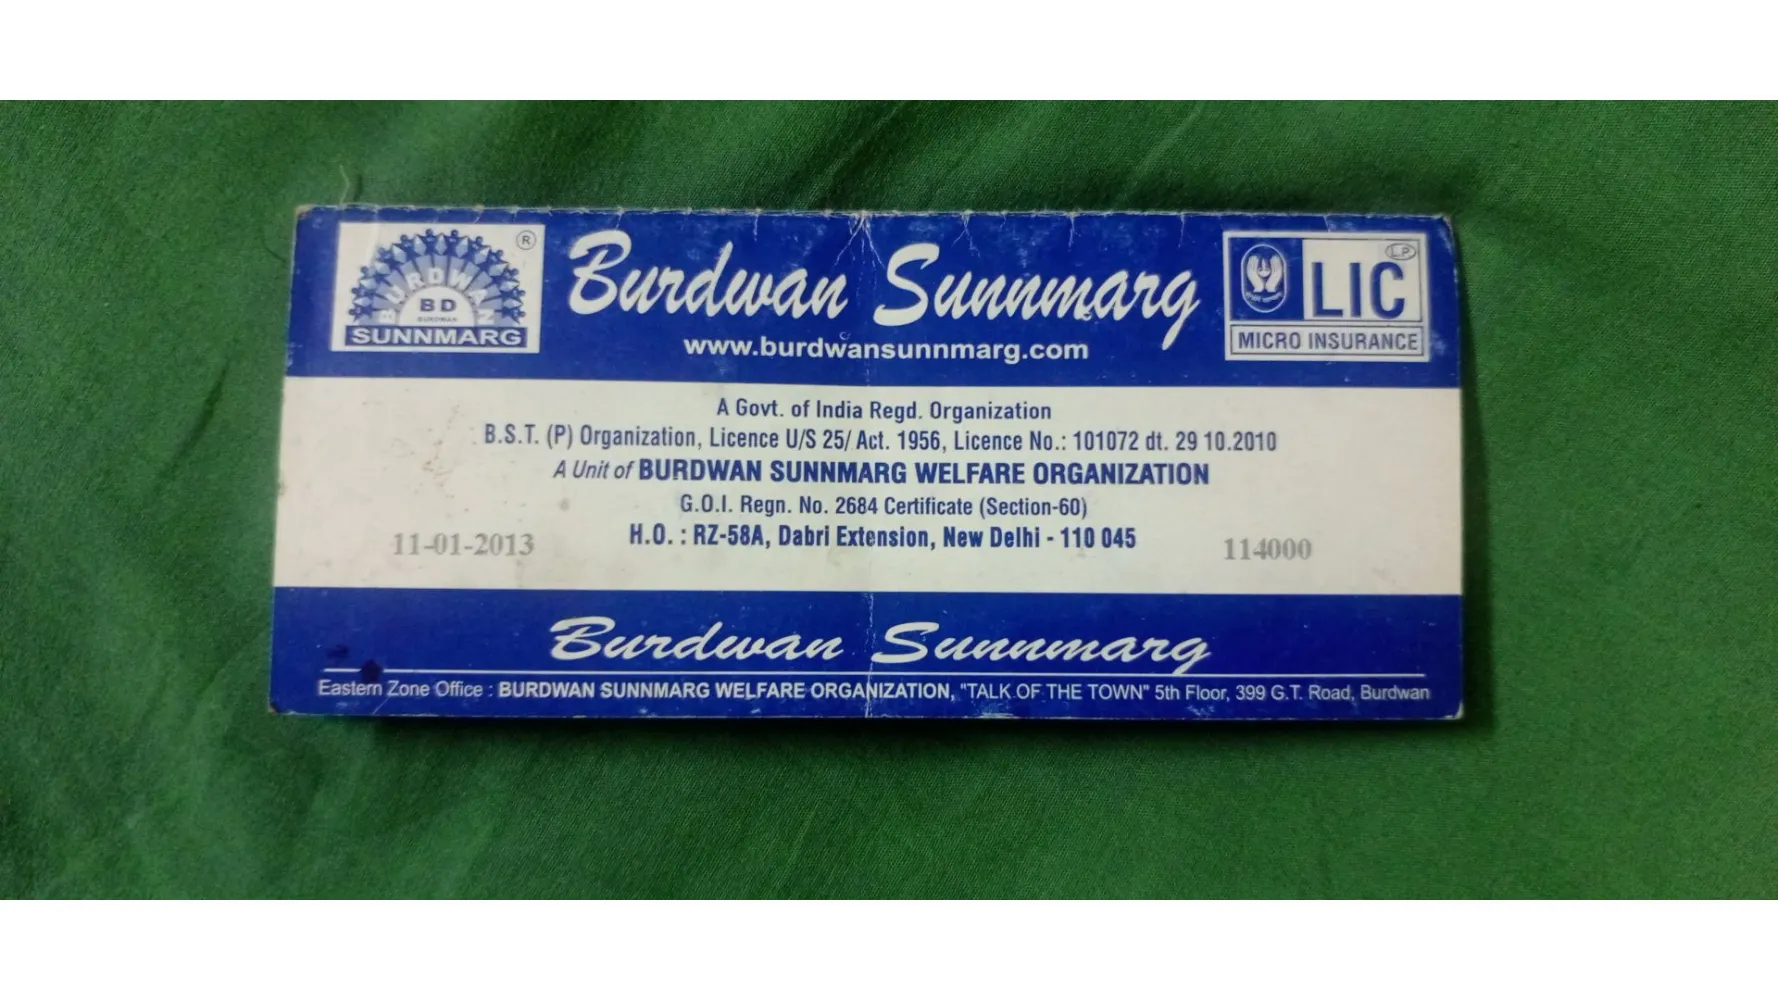 BURDWAN
BD
BURDWAN
SUNNMARG
®
Burdwan Sunnmarg
www.burdwansunnmarg.com
LIC
L.P.
MICRO INSURANCE
A Govt. of India Regd. Organization
B.S.T. (P) Organization, Licence U/S 25/ Act. 1956, Licence No.: 101072 dt. 29 10.2010
A Unit of BURDWAN SUNNMARG WELFARE ORGANIZATION
G.O.I. Regn. No. 2684 Certificate (Section-60)
H.O. : RZ-58A, Dabri Extension, New Delhi - 110 045
11-01-2013
114000
Burdwan Sunnmarg
Eastern Zone Office : BURDWAN SUNNMARG WELFARE ORGANIZATION, "TALK OF THE TOWN" 5th Floor, 399 G.T. Road, Burdwan